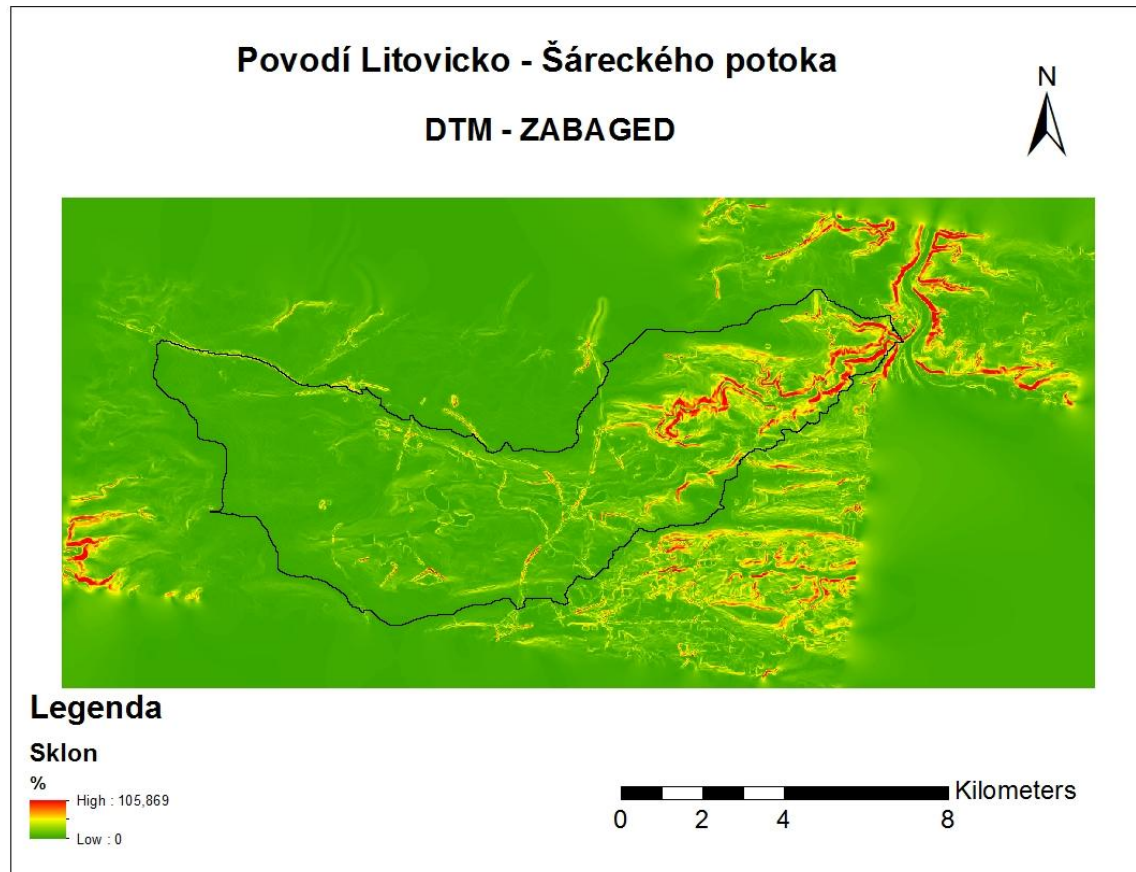 Povodí Litovicko - Šáreckého potoka
DTM - ZABAGED
N
Legenda
Sklon
%
High : 105,869
Low : 0
Kilometers
0 2 4 8